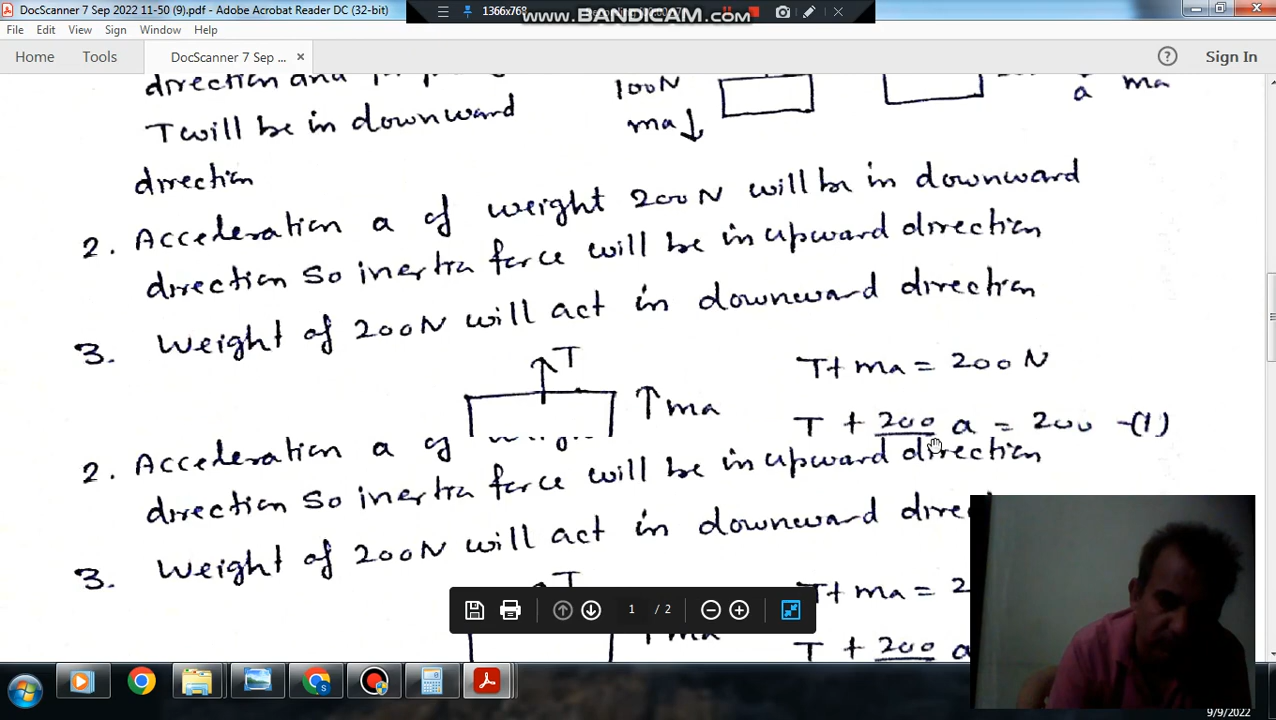 DocScanner 7 Sep 2022 11-50 (9).pdf - Adobe Acrobat Reader DC (32-bit)
1366x768
www.BANDICAM.com
File Edit View Sign Window Help
Home Tools DocScanner 7 Sep ... × Sign In
direction and
T will be in downward
direction
100N
ma
a ma
2. Acceleration a of weight 200N will be in downward
direction So inertra force will be in upward direction
3. Weight of 200N will act in downward direction
T
ma
T+ ma = 200 N
T + 200 a = 200 -(1)
2. Acceleration a of
direction So inertra force will be in upward direction
3. Weight of 200N will act in downward
T
ma
T+ ma = 2
T + 200 a
1 / 2
9/9/2022